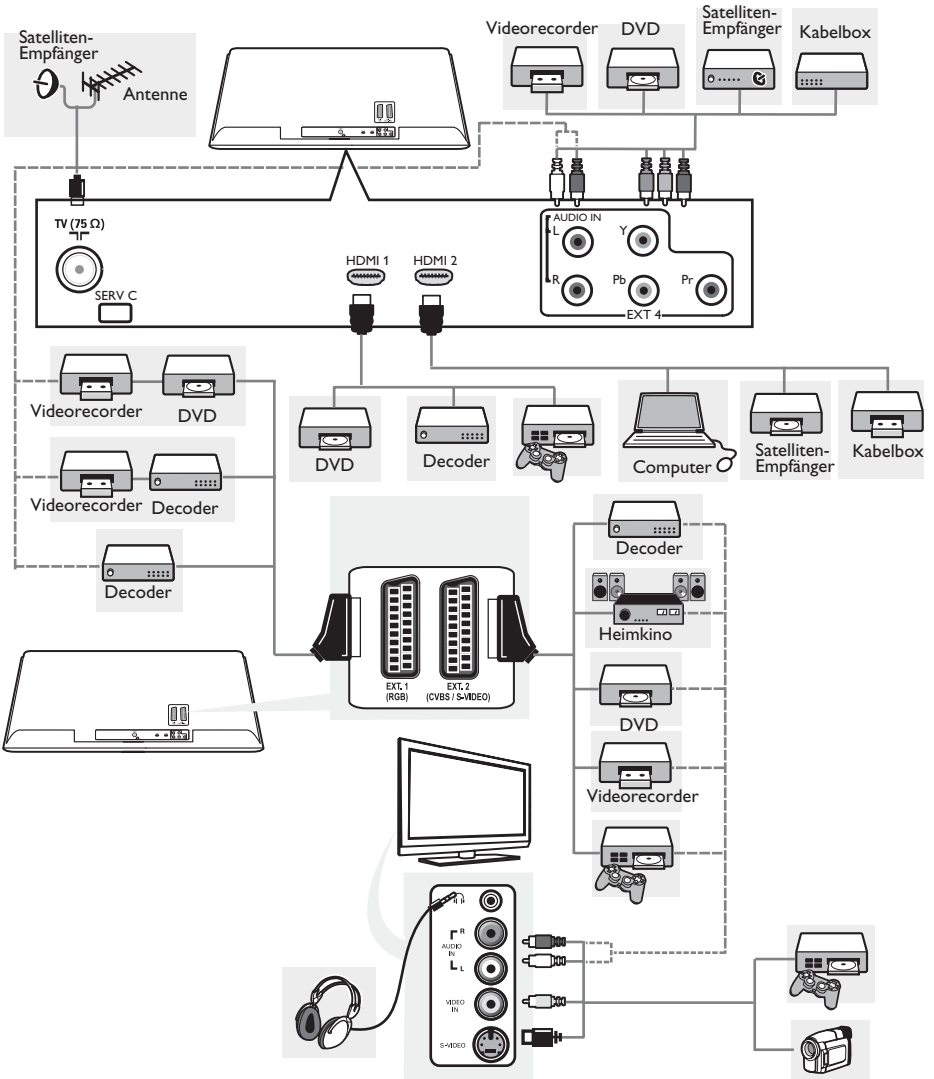 Satelliten-
Empfänger
Antenne
Videorecorder
DVD
Satelliten-
Empfänger
Kabelbox
TV (75 Ω)
SERV C
HDMI 1
HDMI 2
AUDIO IN
L
R
Y
Pb
Pr
EXT 4
Videorecorder
DVD
Videorecorder
Decoder
Decoder
DVD
Decoder
Computer
Satelliten-
Empfänger
Kabelbox
EXT. 1
(RGB)
EXT. 2
(CVBS / S-VIDEO)
Decoder
Heimkino
DVD
Videorecorder
R
AUDIO
IN
L
VIDEO
IN
S-VIDEO